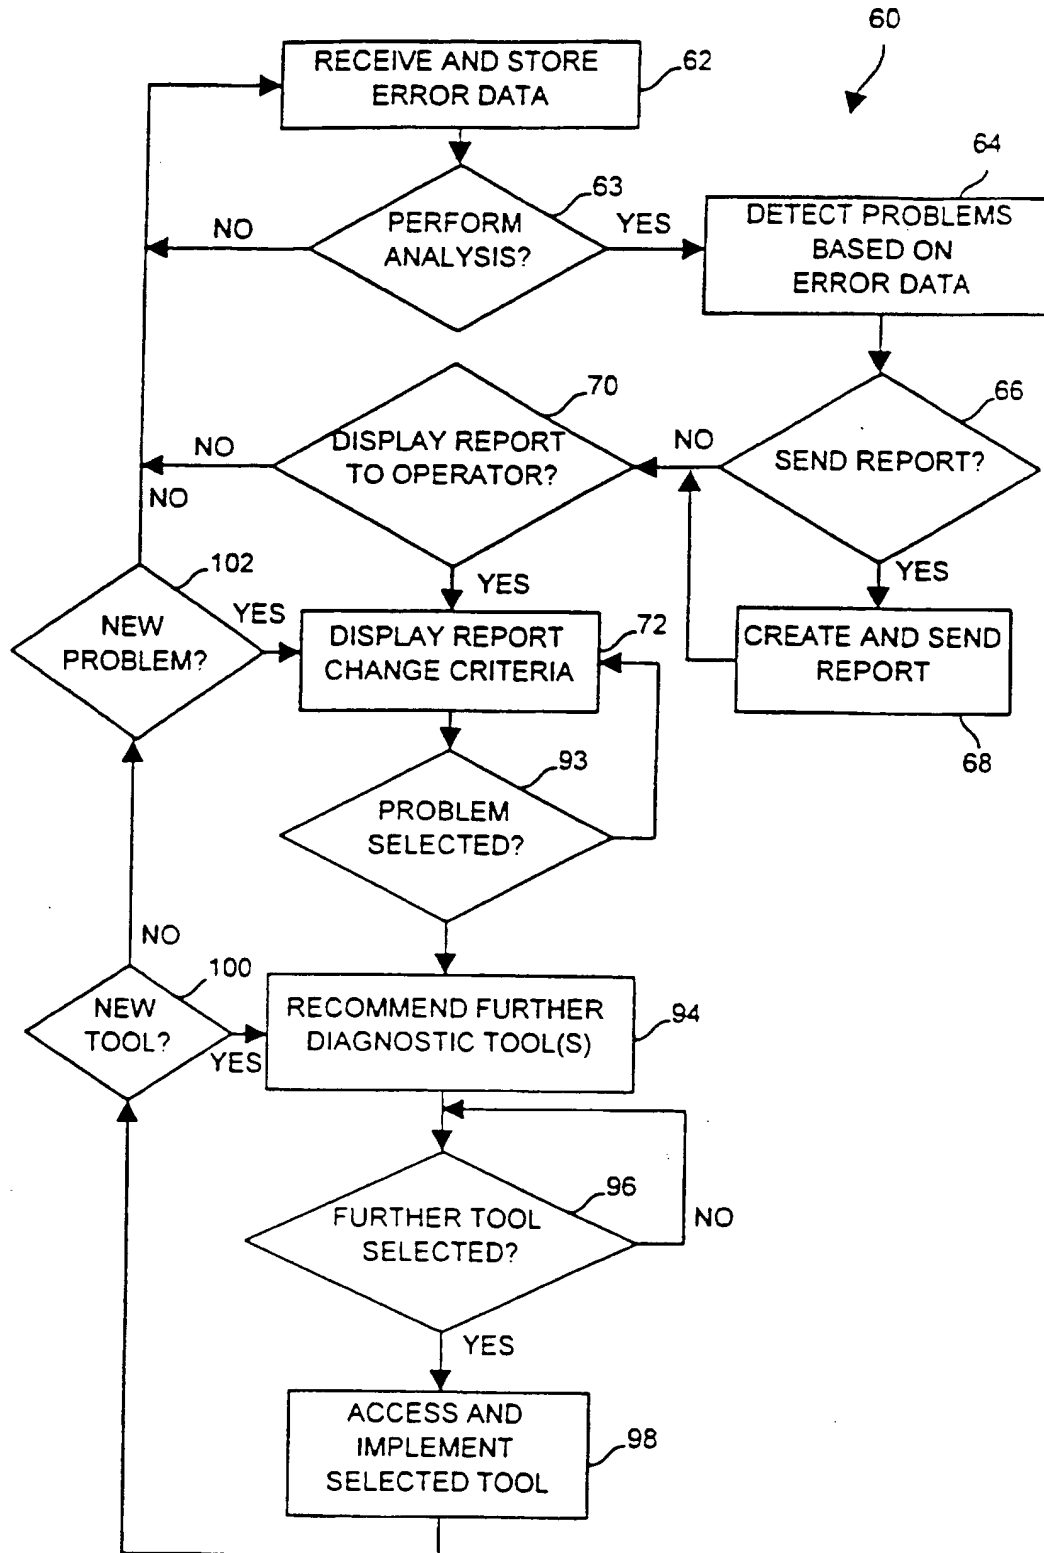 60
RECEIVE AND STORE
ERROR DATA
62
63
PERFORM
ANALYSIS?
NO
YES
64
DETECT PROBLEMS
BASED ON
ERROR DATA
70
DISPLAY REPORT
TO OPERATOR?
NO
YES
66
SEND REPORT?
NO
YES
NO
102
NEW
PROBLEM?
YES
DISPLAY REPORT
CHANGE CRITERIA
72
CREATE AND SEND
REPORT
68
93
PROBLEM
SELECTED?
NO
100
NEW
TOOL?
YES
RECOMMEND FURTHER
DIAGNOSTIC TOOL(S)
94
96
FURTHER TOOL
SELECTED?
NO
YES
ACCESS AND
IMPLEMENT
SELECTED TOOL
98